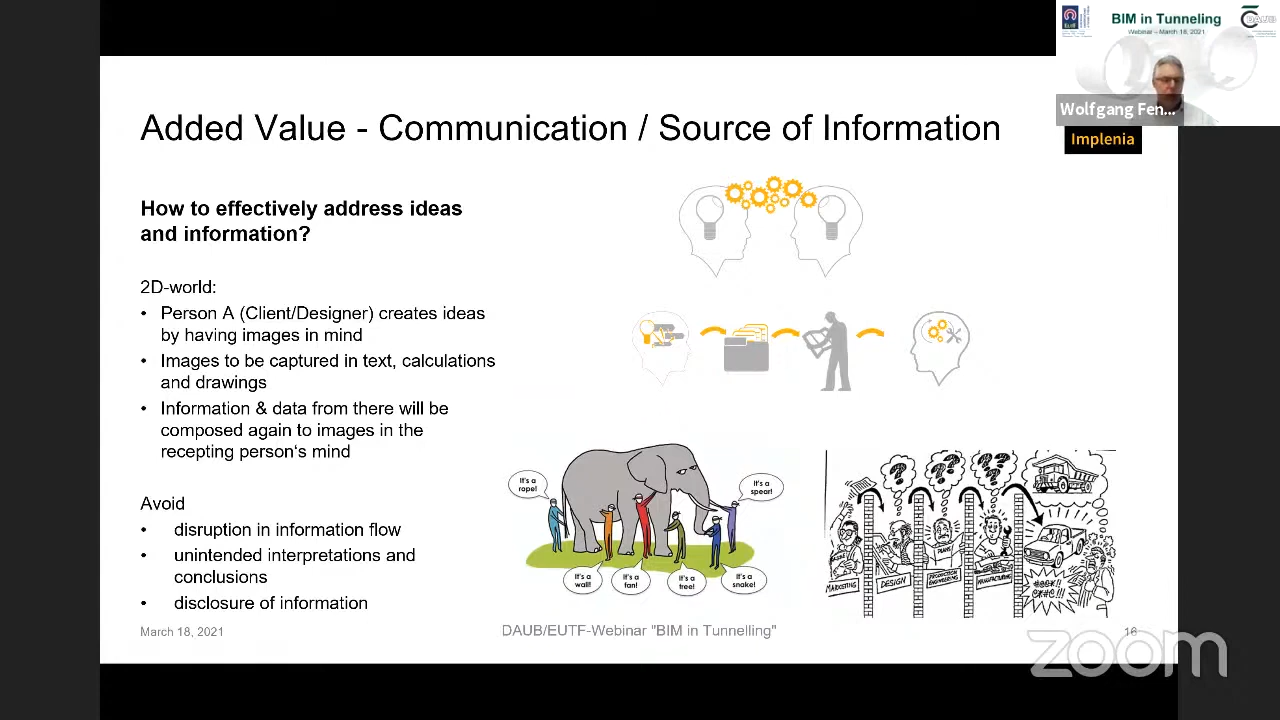 BIM in Tunneling
Webinar – March 18, 2021
DAUB
Wolfgang Fen...
Implenia
Added Value - Communication / Source of Information
How to effectively address ideas
and information?
2D-world:
• Person A (Client/Designer) creates ideas
by having images in mind
• Images to be captured in text, calculations
and drawings
• Information & data from there will be
composed again to images in the
recepting person‘s mind
Avoid
• disruption in information flow
• unintended interpretations and
conclusions
• disclosure of information
It's a
rope!
It's a
spear!
It's a
wall!
It's a
fan!
It's a
tree!
It's a
snake!
???
???
???
MARKETING
DESIGN
PRODUCTION
ENGINEERING
PLANS
MANUFACTURING
March 18, 2021
DAUB/EUTF-Webinar "BIM in Tunnelling"
16
zoom